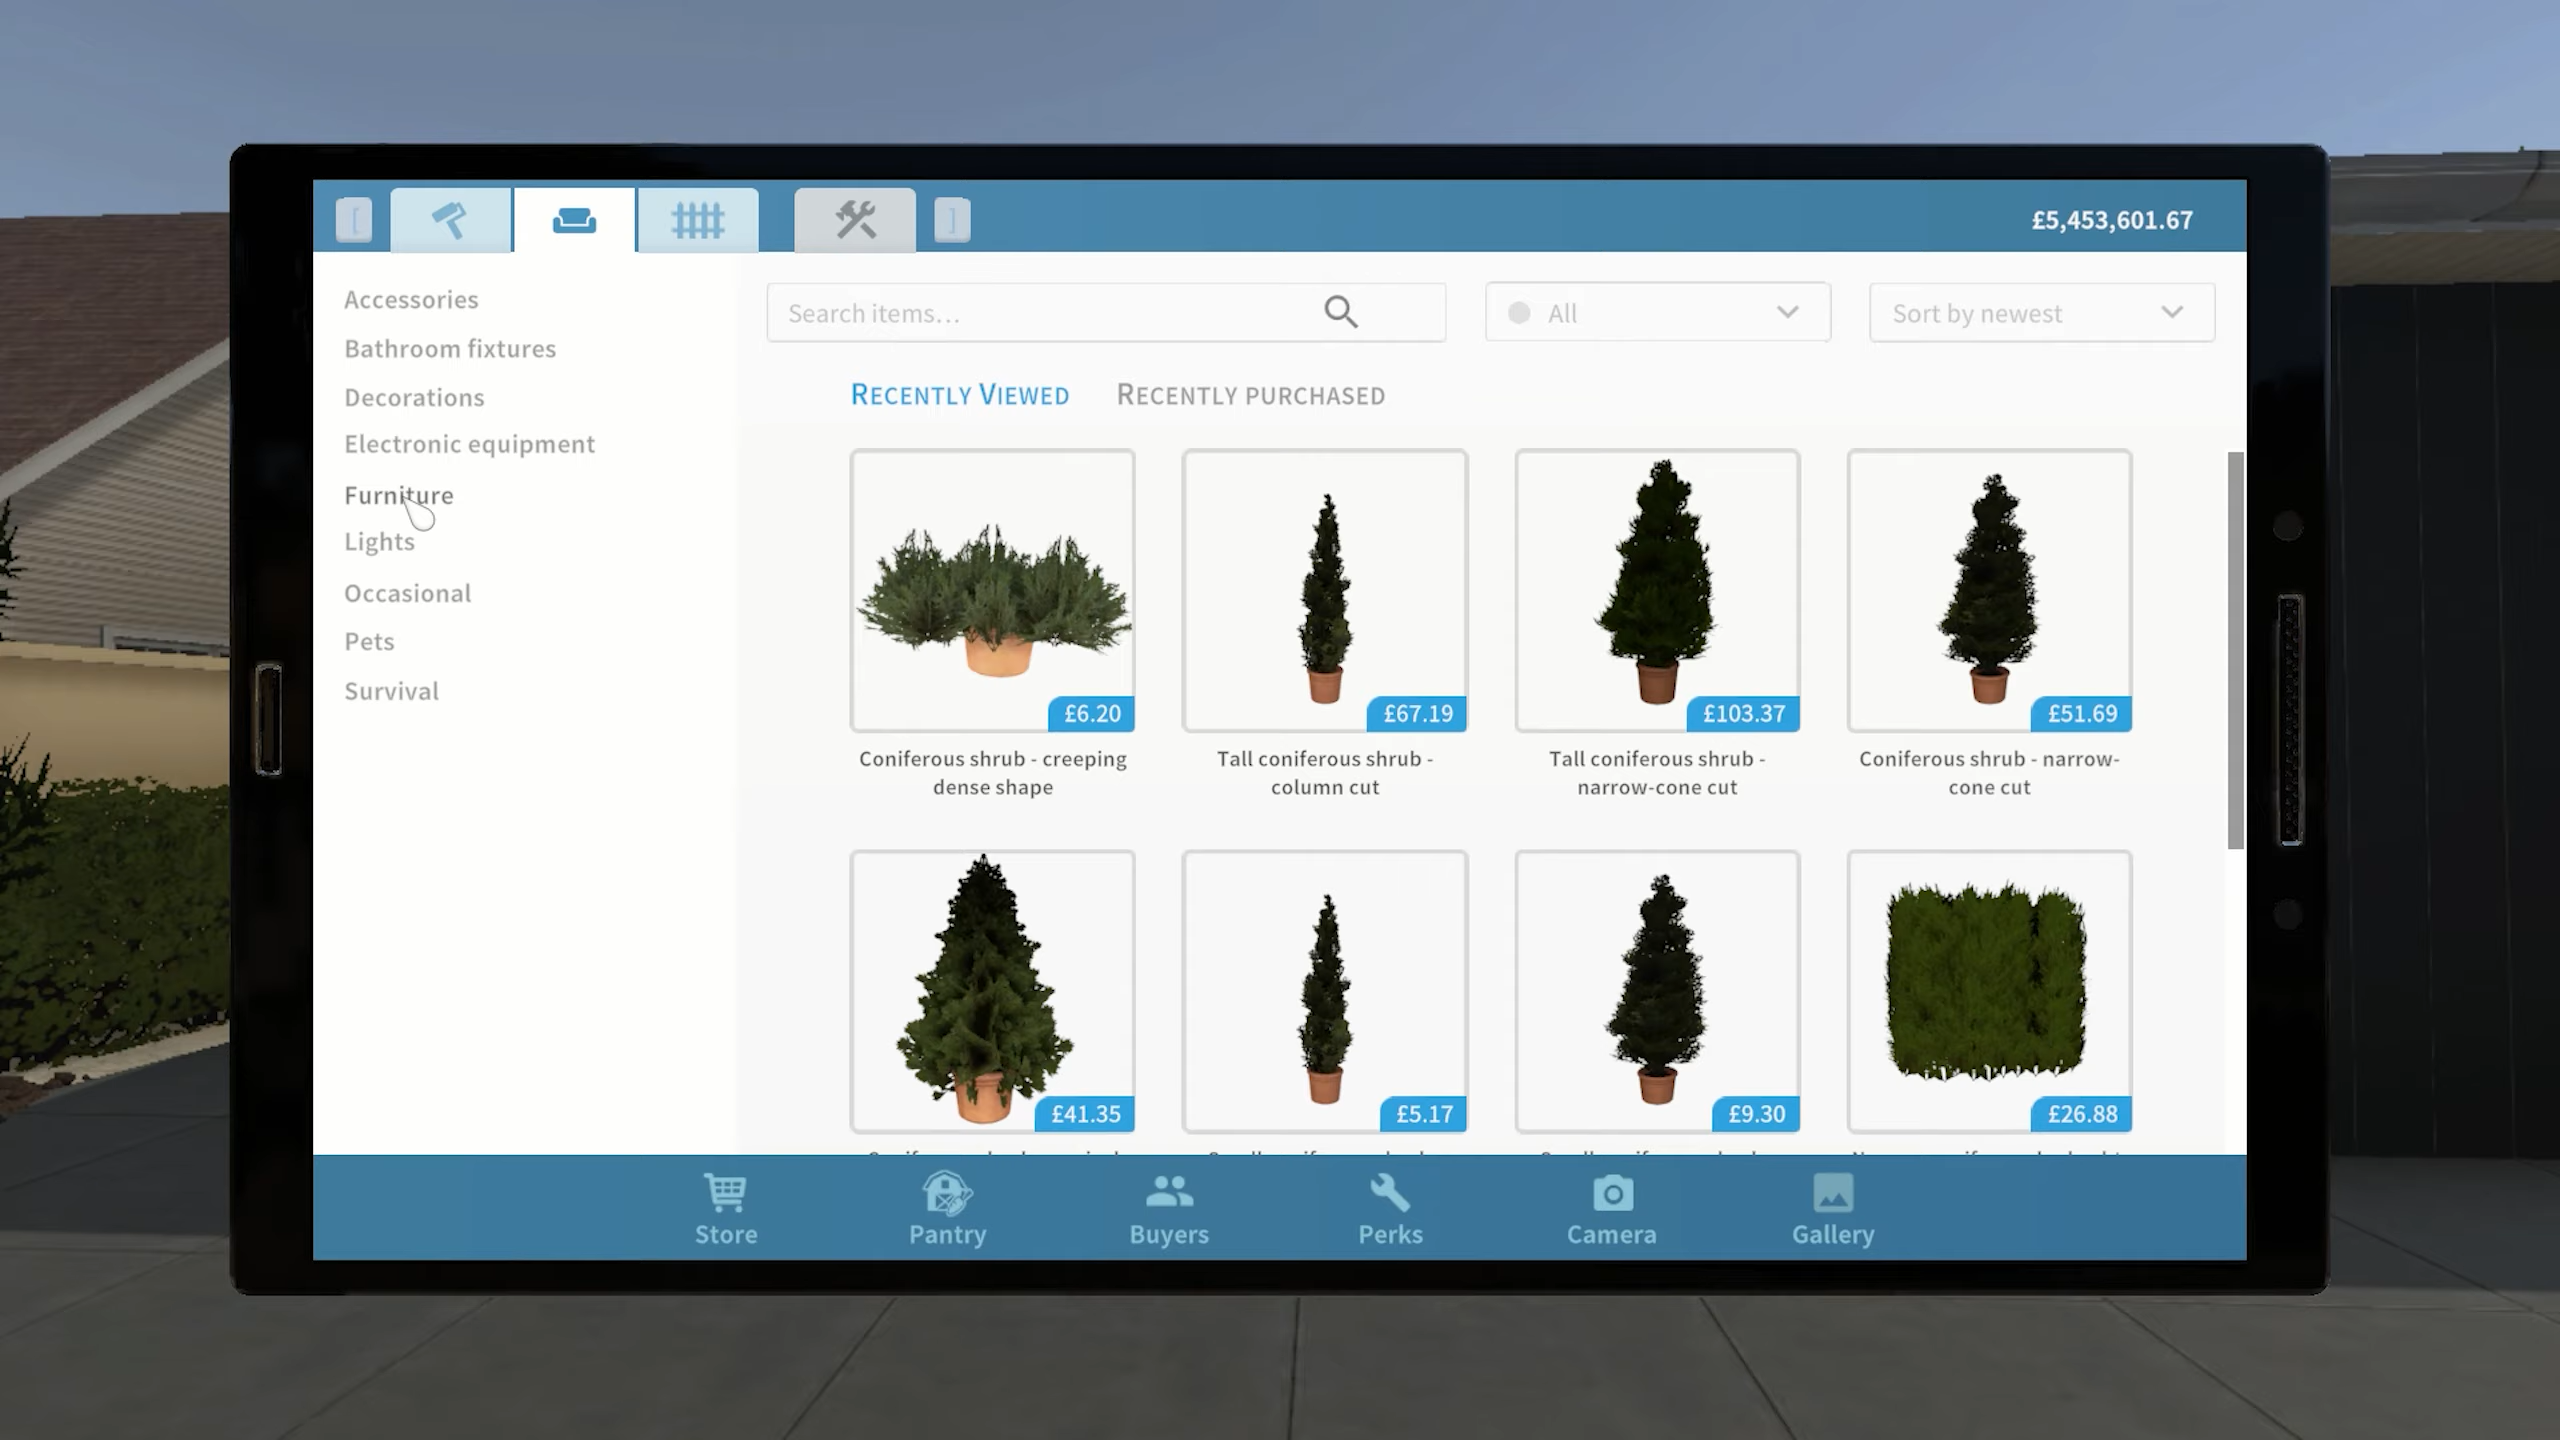 [
]
£5,453,601.67
Accessories
Bathroom fixtures
Decorations
Electronic equipment
Furniture
Lights
Occasional
Pets
Survival
Search items...
All
Sort by newest
RECENTLY VIEWED
RECENTLY PURCHASED
£6.20
£67.19
£103.37
£51.69
Coniferous shrub - creeping
dense shape
Tall coniferous shrub -
column cut
Tall coniferous shrub -
narrow-cone cut
Coniferous shrub - narrow-
cone cut
£41.35
£5.17
£9.30
£26.88
Store
Pantry
Buyers
Perks
Camera
Gallery